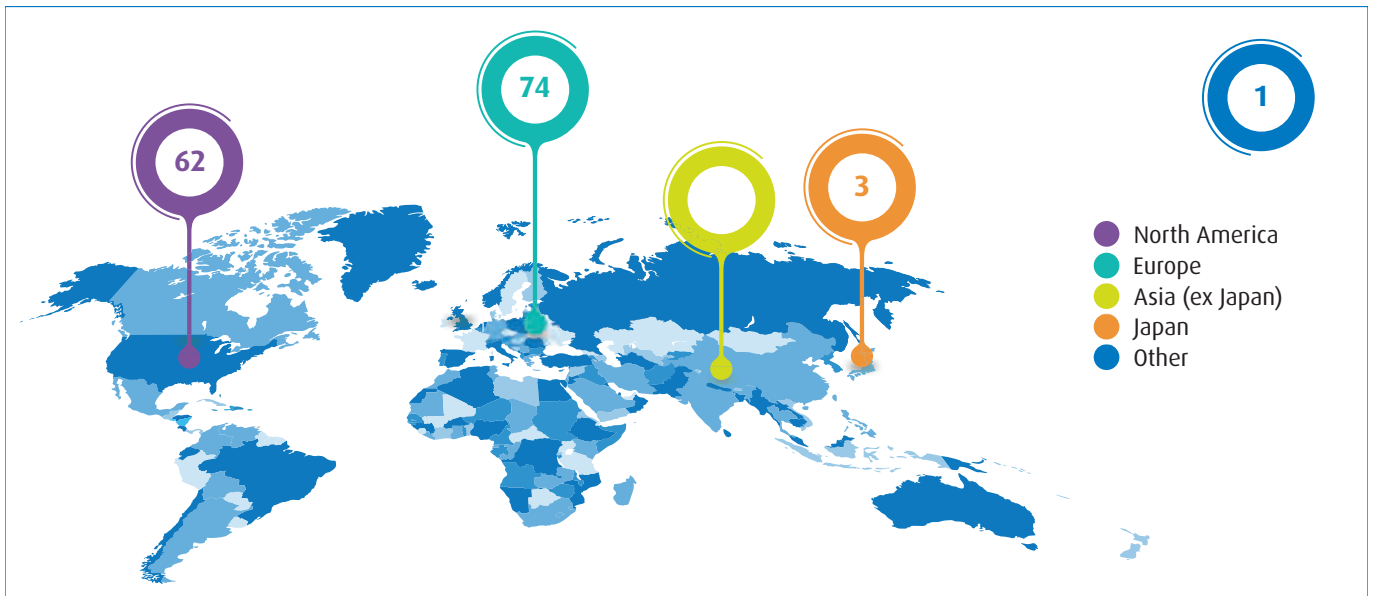 74
1
62
3
North America
Europe
Asia (ex Japan)
Japan
Other